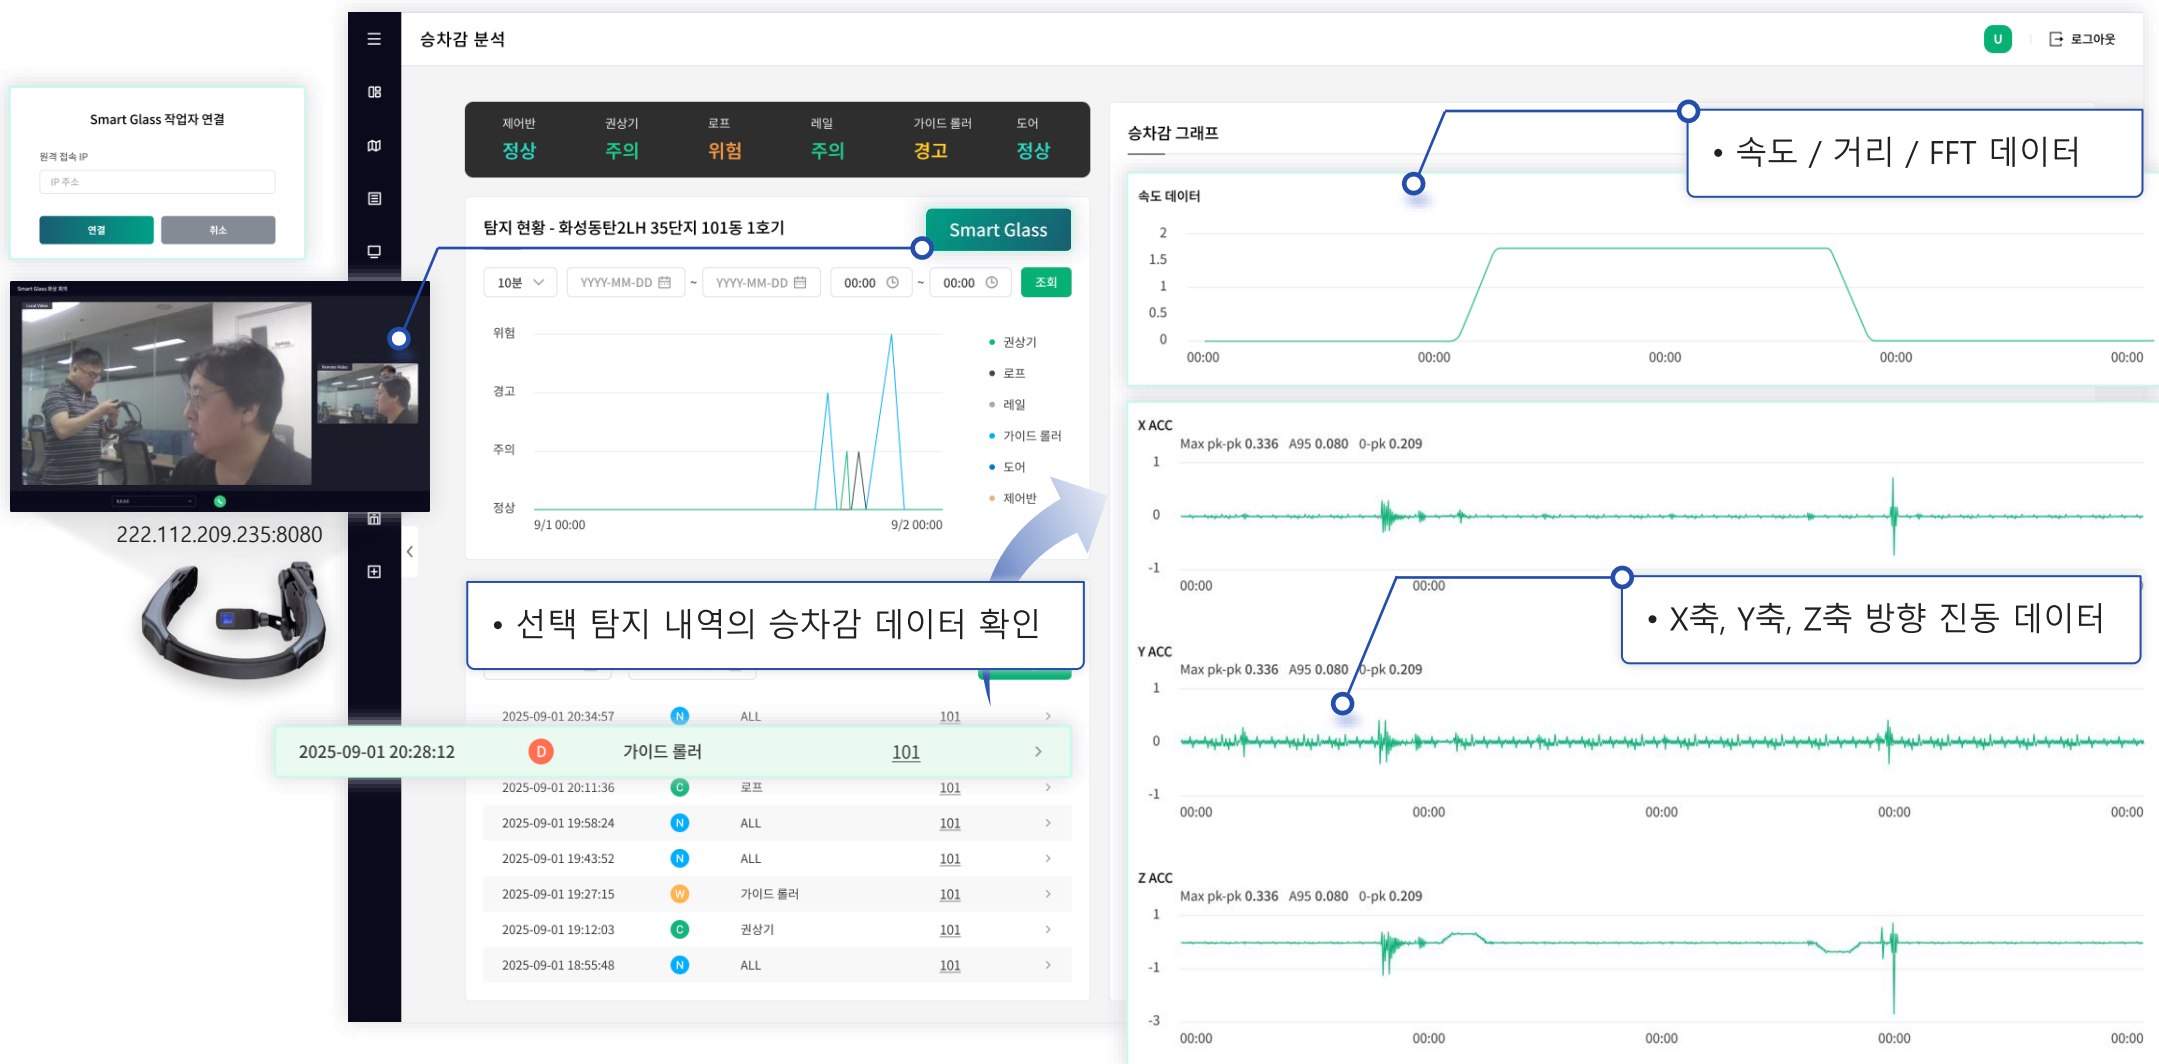 승차감 분석
U
로그아웃
Smart Glass 작업자 연결
원격 접속 IP
IP 주소
연결
취소
Smart Glass 화상 회의
Local Video
Remote Video
222.112.209.235:8080
제어반
권상기
로프
레일
가이드 롤러
도어
정상
주의
위험
주의
경고
정상
탐지 현황 - 화성동탄2LH 35단지 101동 1호기
Smart Glass
10분
YYYY-MM-DD
~
YYYY-MM-DD
00:00
~
00:00
조회
위험
경고
주의
정상
9/1 00:00
9/2 00:00
권상기
로프
레일
가이드 롤러
도어
제어반
• 선택 탐지 내역의 승차감 데이터 확인
2025-09-01 20:34:57 N ALL 101
2025-09-01 20:28:12 D 가이드 롤러 101
2025-09-01 20:11:36 C 로프 101
2025-09-01 19:58:24 N ALL 101
2025-09-01 19:43:52 N ALL 101
2025-09-01 19:27:15 W 가이드 롤러 101
2025-09-01 19:12:03 C 권상기 101
2025-09-01 18:55:48 N ALL 101
승차감 그래프
• 속도 / 거리 / FFT 데이터
속도 데이터
2
1.5
1
0.5
0
00:00 00:00 00:00 00:00 00:00
X ACC
Max pk-pk 0.336 A95 0.080 0-pk 0.209
1
0
-1
00:00 00:00
• X축, Y축, Z축 방향 진동 데이터
Y ACC
Max pk-pk 0.336 A95 0.080 0-pk 0.209
1
0
-1
00:00 00:00 00:00 00:00 00:00
Z ACC
Max pk-pk 0.336 A95 0.080 0-pk 0.209
1
-1
-3
00:00 00:00 00:00 00:00 00:00